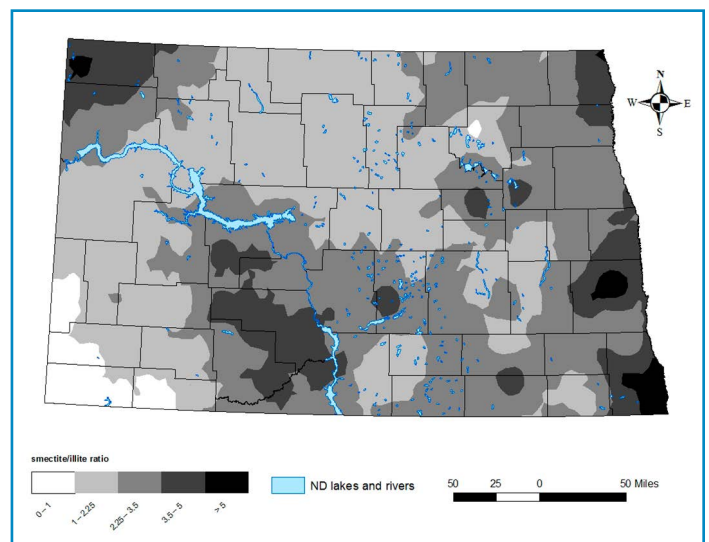 N
W E
S
smectite/illite ratio
0 – 1
1 – 2.25
2.25 – 3.5
3.5 – 5
> 5
ND lakes and rivers
50 25 0 50 Miles